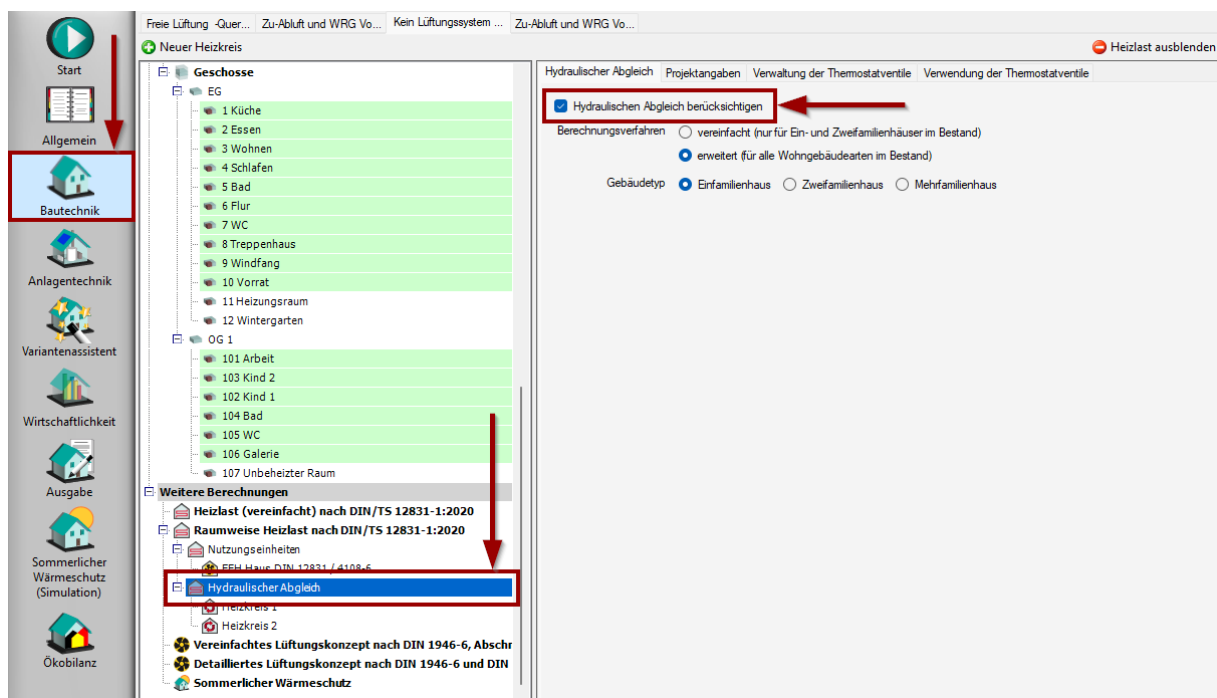 Start
Allgemein
Bautechnik
Anlagentechnik
Variantenassistent
Wirtschaftlichkeit
Ausgabe
Sommerlicher
Wärmeschutz
(Simulation)
Ökobilanz
Freie Lüftung -Quer... Zu-Abluft und WRG Vo... Kein Lüftungssystem ... Zu-Abluft und WRG Vo...
Neuer Heizkreis
Heizlast ausblenden
Geschosse
EG
1 Küche
2 Essen
3 Wohnen
4 Schlafen
5 Bad
6 Flur
7 WC
8 Treppenhaus
9 Windfang
10 Vorrat
11 Heizungsraum
12 Wintergarten
OG 1
101 Arbeit
103 Kind 2
102 Kind 1
104 Bad
105 WC
106 Galerie
107 Unbeheizter Raum
Weitere Berechnungen
Heizlast (vereinfacht) nach DIN/TS 12831-1:2020
Raumweise Heizlast nach DIN/TS 12831-1:2020
Nutzungseinheiten
EFH Haus DIN 12831 / 4108-6
Hydraulischer Abgleich
Heizkreis 1
Heizkreis 2
Vereinfachtes Lüftungskonzept nach DIN 1946-6, Abschn
Detailliertes Lüftungskonzept nach DIN 1946-6 und DIN
Sommerlicher Wärmeschutz
Hydraulischer Abgleich Projektangaben Verwaltung der Thermostatventile Verwendung der Thermostatventile
Hydraulischen Abgleich berücksichtigen
Berechnungsverfahren vereinfacht (nur für Ein- und Zweifamilienhäuser im Bestand)
erweitert (für alle Wohngebäudearten im Bestand)
Gebäudetyp Einfamilienhaus Zweifamilienhaus Mehrfamilienhaus